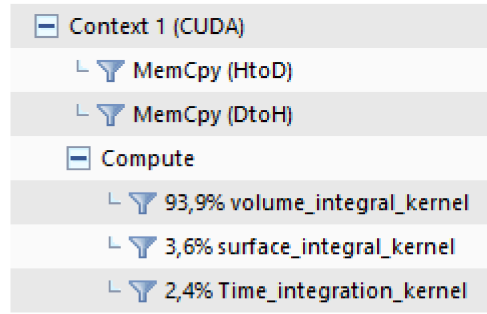 Context 1 (CUDA)
MemCpy (HtoD)
MemCpy (DtoH)
Compute
93,9% volume_integral_kernel
3,6% surface_integral_kernel
2,4% Time_integration_kernel